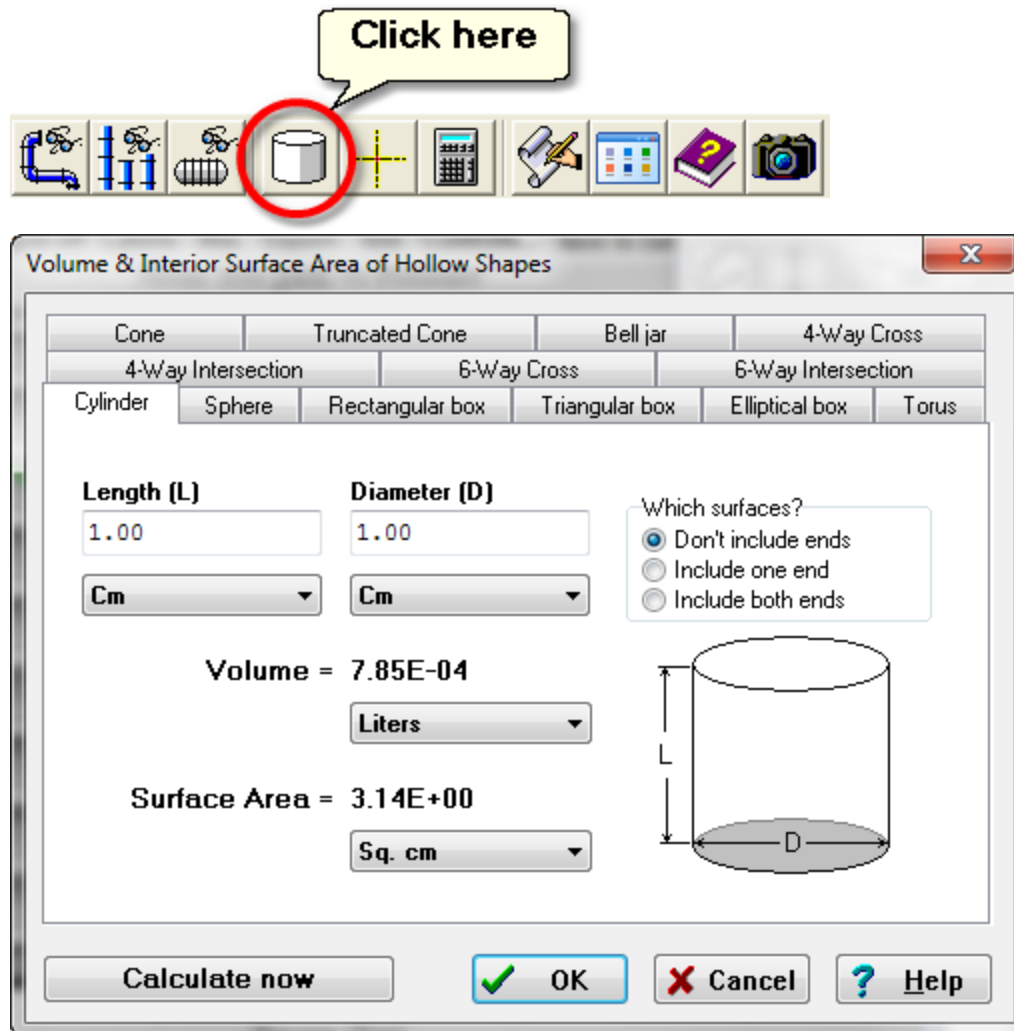 Click here
Volume & Interior Surface Area of Hollow Shapes
Cone Truncated Cone Bell jar 4-Way Cross
4-Way Intersection 6-Way Cross 6-Way Intersection
Cylinder Sphere Rectangular box Triangular box Elliptical box Torus
Length (L) Diameter (D)
Which surfaces?
1.00 1.00
Don't include ends
Include one end
Cm Cm
Include both ends
Volume = 7.85E-04
Liters
L
Surface Area = 3.14E+00
D
Sq. cm
Calculate now OK Cancel Help